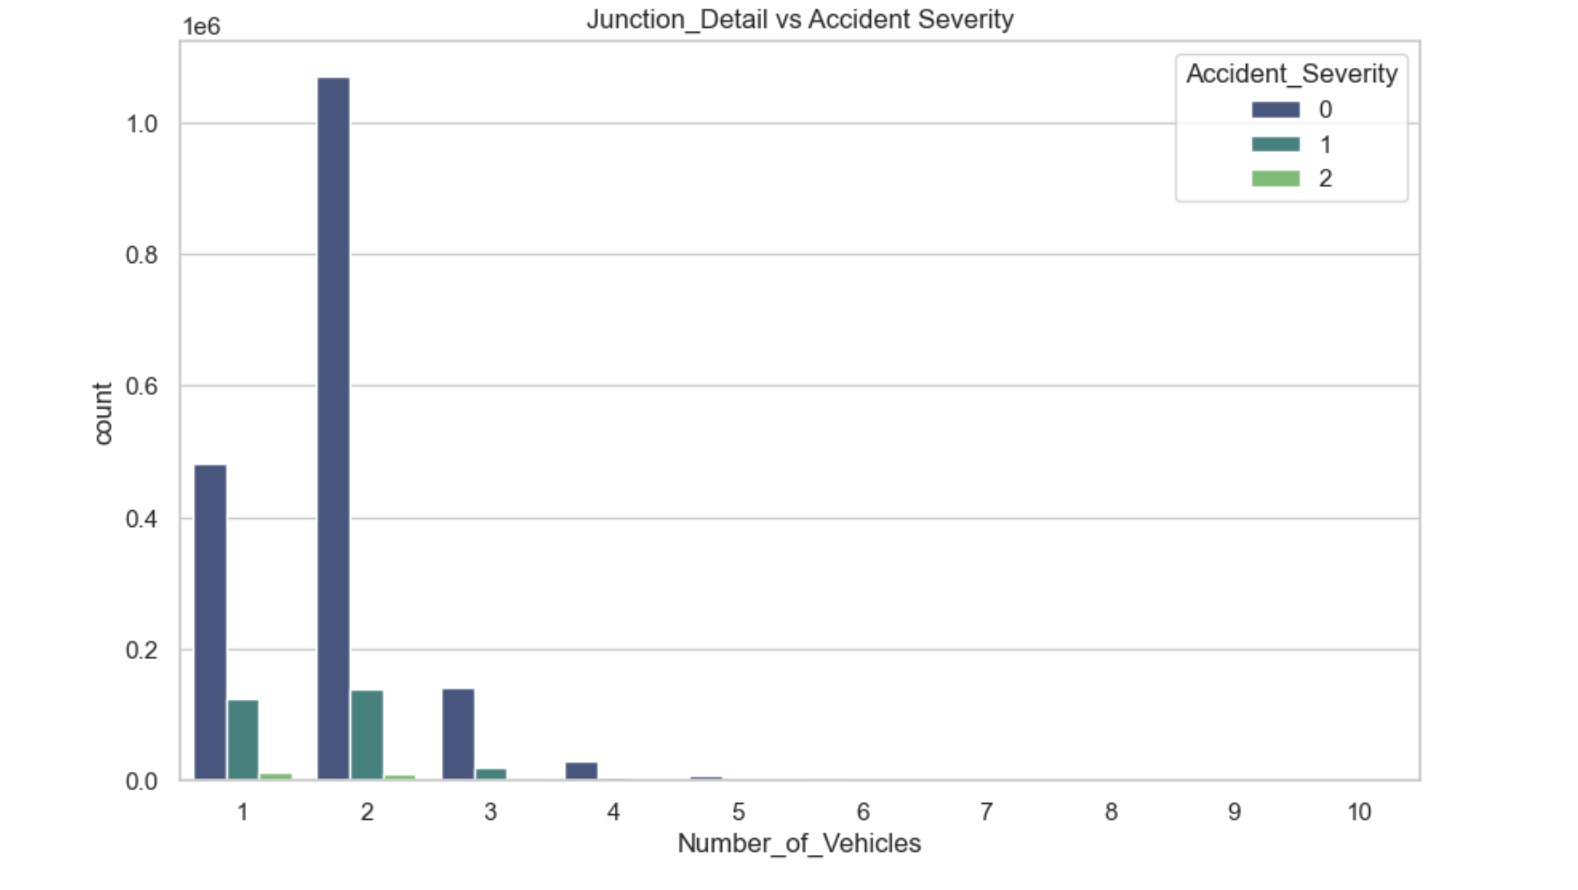 Junction_Detail vs Accident Severity
1e6
Accident_Severity
0
1
2
1.0
0.8
0.6
0.4
0.2
0.0
count
1 2 3 4 5 6 7 8 9 10
Number_of_Vehicles